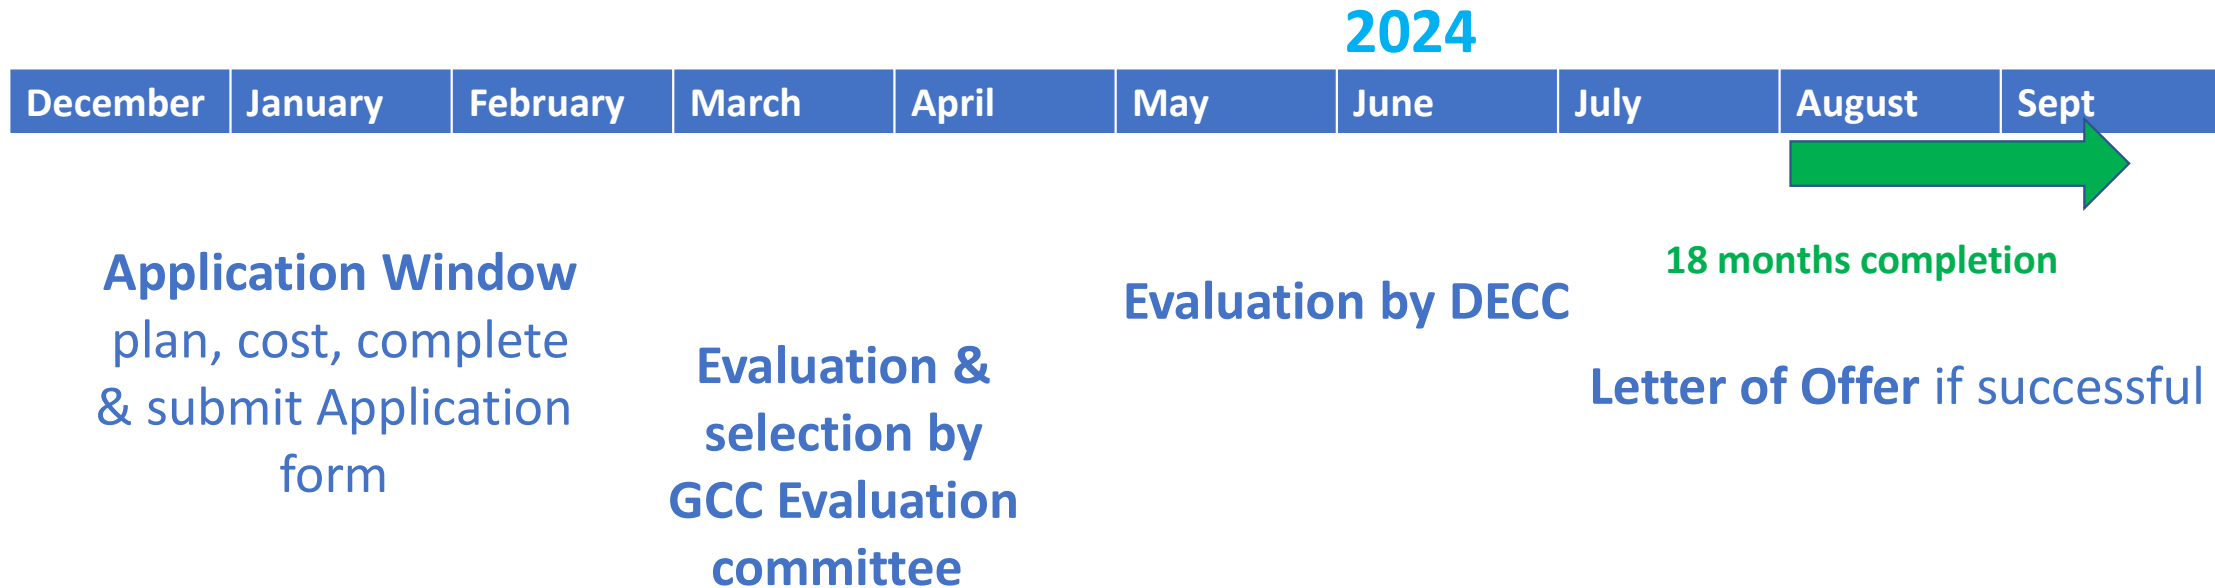 2024
December January February March April May June July August Sept
Application Window
plan, cost, complete
& submit Application
form
Evaluation &
selection by
GCC Evaluation
committee
Evaluation by DECC
18 months completion
Letter of Offer if successful